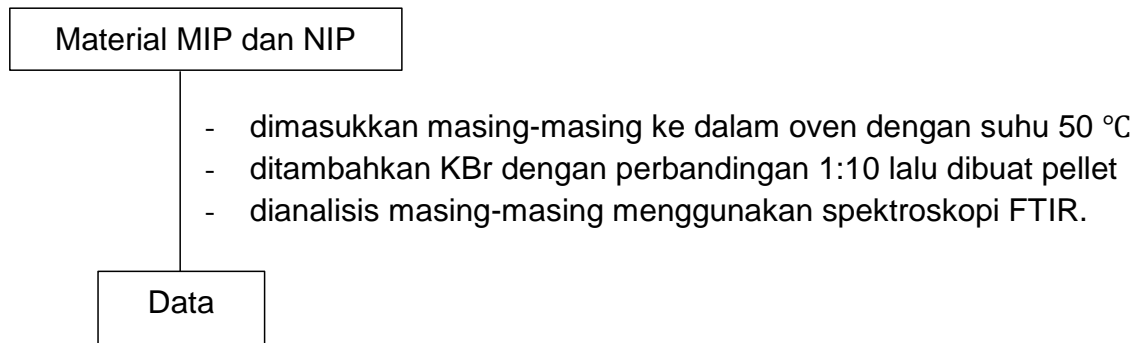 Material MIP dan NIP
- dimasukkan masing-masing ke dalam oven dengan suhu 50 ℃
- ditambahkan KBr dengan perbandingan 1:10 lalu dibuat pellet
- dianalisis masing-masing menggunakan spektroskopi FTIR.
Data